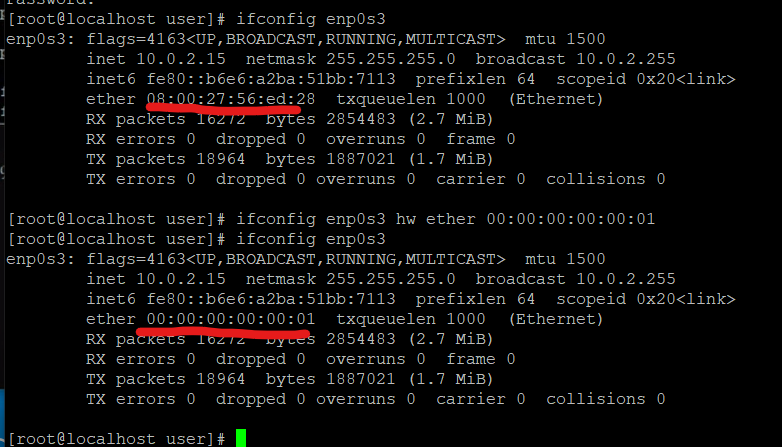 [root@localhost user]# ifconfig enp0s3
enp0s3: flags=4163<UP,BROADCAST,RUNNING,MULTICAST>  mtu 1500
        inet 10.0.2.15  netmask 255.255.255.0  broadcast 10.0.2.255
        inet6 fe80::b6e6:a2ba:51bb:7113  prefixlen 64  scopeid 0x20<link>
        ether 08:00:27:56:ed:28  txqueuelen 1000  (Ethernet)
        RX packets 16272  bytes 2854483 (2.7 MiB)
        RX errors 0  dropped 0  overruns 0  frame 0
        TX packets 18964  bytes 1887021 (1.7 MiB)
        TX errors 0  dropped 0 overruns 0  carrier 0  collisions 0
[root@localhost user]# ifconfig enp0s3 hw ether 00:00:00:00:00:01
[root@localhost user]# ifconfig enp0s3
enp0s3: flags=4163<UP,BROADCAST,RUNNING,MULTICAST>  mtu 1500
        inet 10.0.2.15  netmask 255.255.255.0  broadcast 10.0.2.255
        inet6 fe80::b6e6:a2ba:51bb:7113  prefixlen 64  scopeid 0x20<link>
        ether 00:00:00:00:00:01  txqueuelen 1000  (Ethernet)
        RX packets 16272  bytes 2854483 (2.7 MiB)
        RX errors 0  dropped 0  overruns 0  frame 0
        TX packets 18964  bytes 1887021 (1.7 MiB)
        TX errors 0  dropped 0 overruns 0  carrier 0  collisions 0
[root@localhost user]#